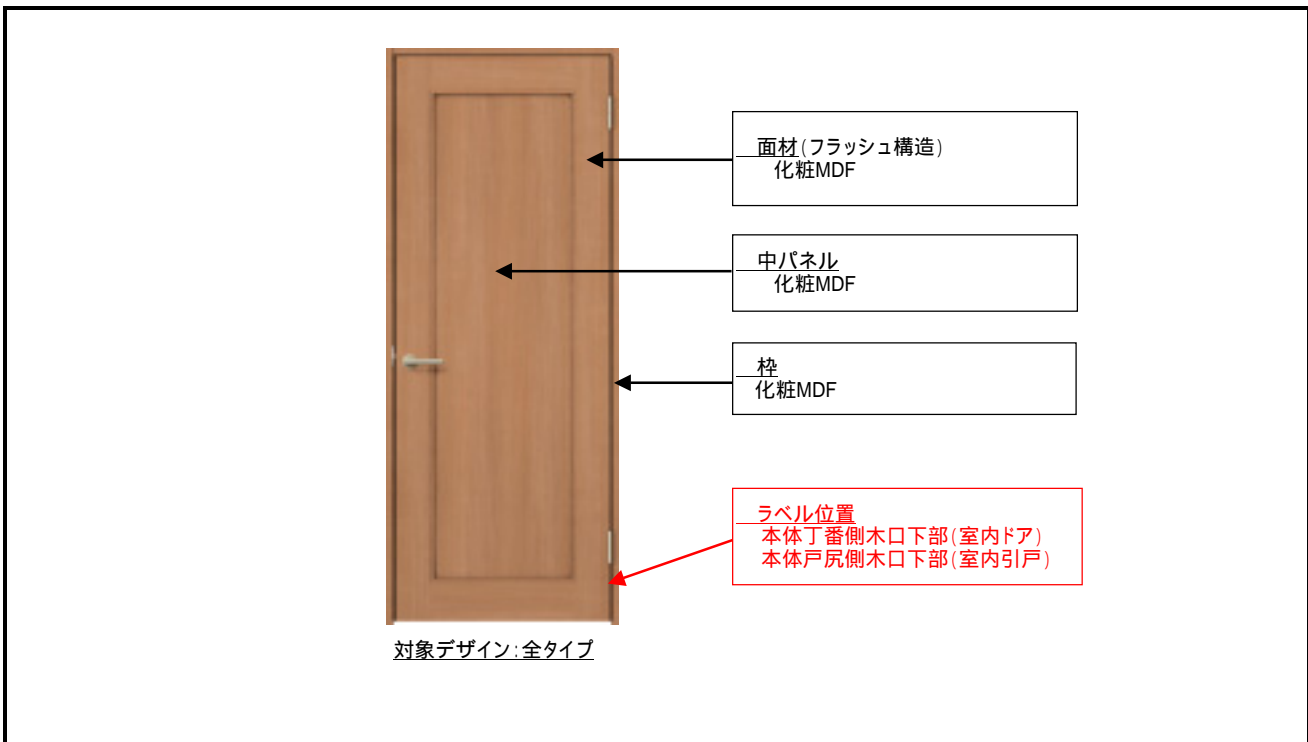 面材(フラッシュ構造)
化粧MDF
中パネル
化粧MDF
枠
化粧MDF
ラベル位置
本体丁番側木口下部(室内ドア)
本体戸尻側木口下部(室内引戸)
対象デザイン:全タイプ